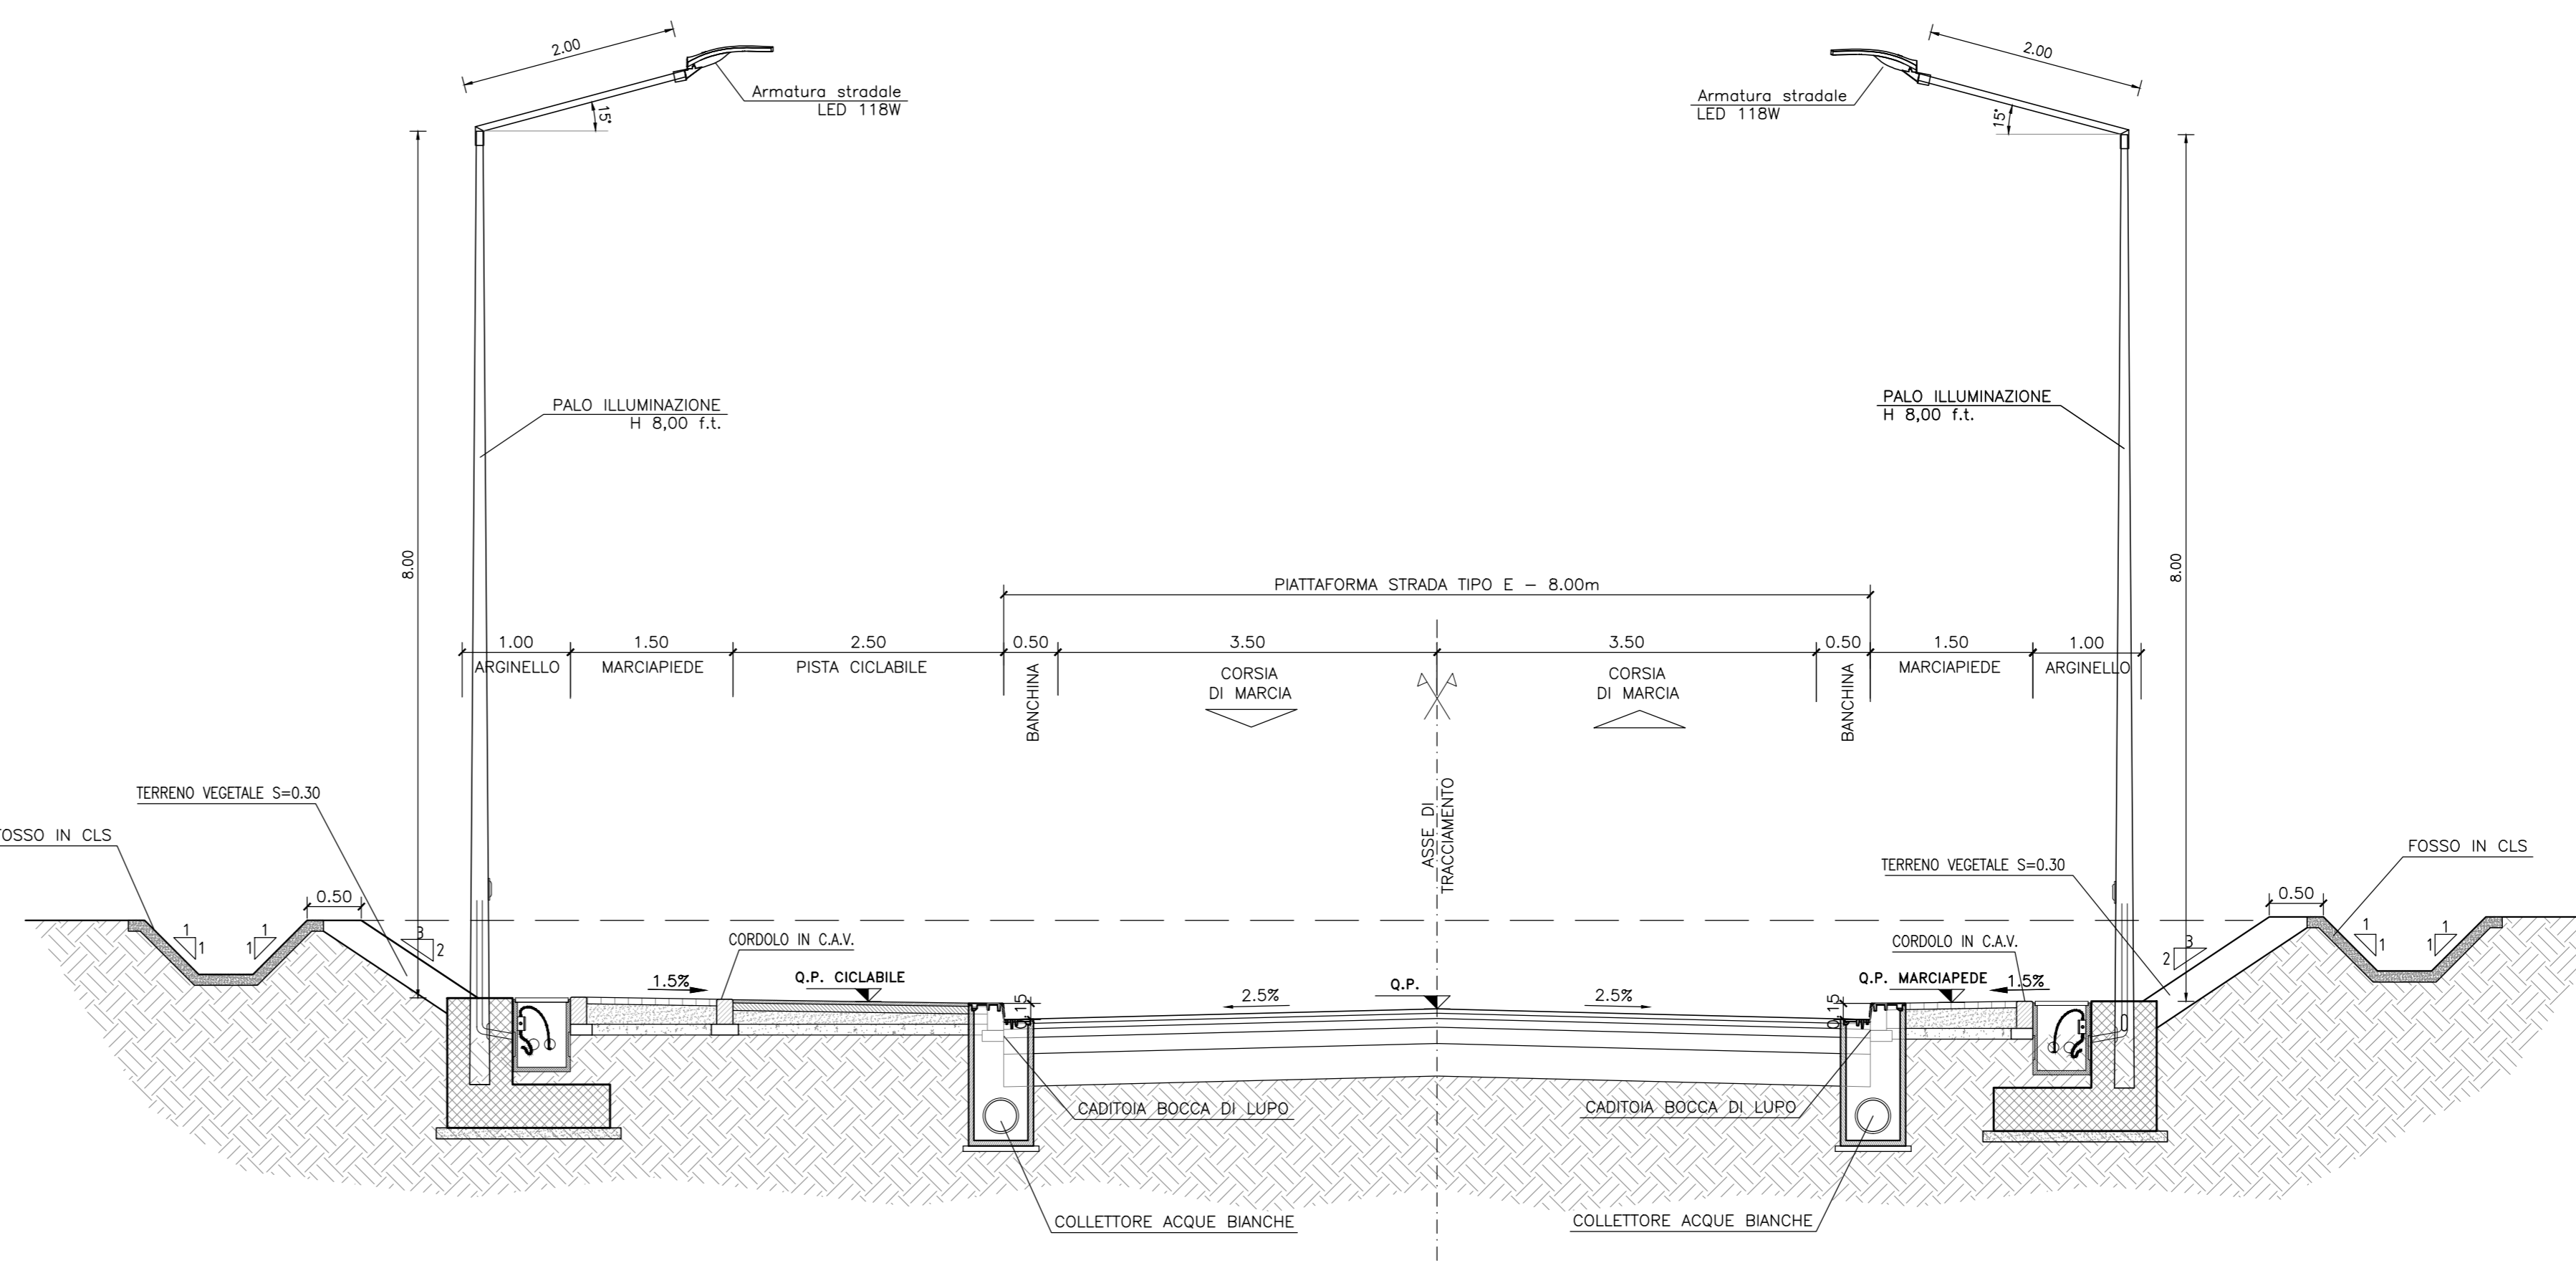 2.00
2.00
Armatura stradale
LED 118W
Armatura stradale
LED 118W
15°
15°
PALO ILLUMINAZIONE
H 8,00 f.t.
PALO ILLUMINAZIONE
H 8,00 f.t.
8.00
8.00
PIATTAFORMA STRADA TIPO E – 8.00m
1.00 1.50 2.50 0.50 3.50 3.50 0.50 1.50 1.00
ARGINELLO MARCIAPIEDE PISTA CICLABILE BANCHINA CORSIA DI MARCIA CORSIA DI MARCIA BANCHINA MARCIAPIEDE ARGINELLO
ASSE DI
TRACCIAMENTO
TERRENO VEGETALE S=0.30
FOSSO IN CLS
TERRENO VEGETALE S=0.30
FOSSO IN CLS
0.50
0.50
1
1
1
1
3
2
CORDOLO IN C.A.V.
1.5%
Q.P. CICLABILE
0,15
2.5%
Q.P.
2.5%
0,15
CORDOLO IN C.A.V.
Q.P. MARCIAPEDE
1.5%
3
2
1
1
1
1
CADITOIA BOCCA DI LUPO
CADITOIA BOCCA DI LUPO
COLLETTORE ACQUE BIANCHE
COLLETTORE ACQUE BIANCHE